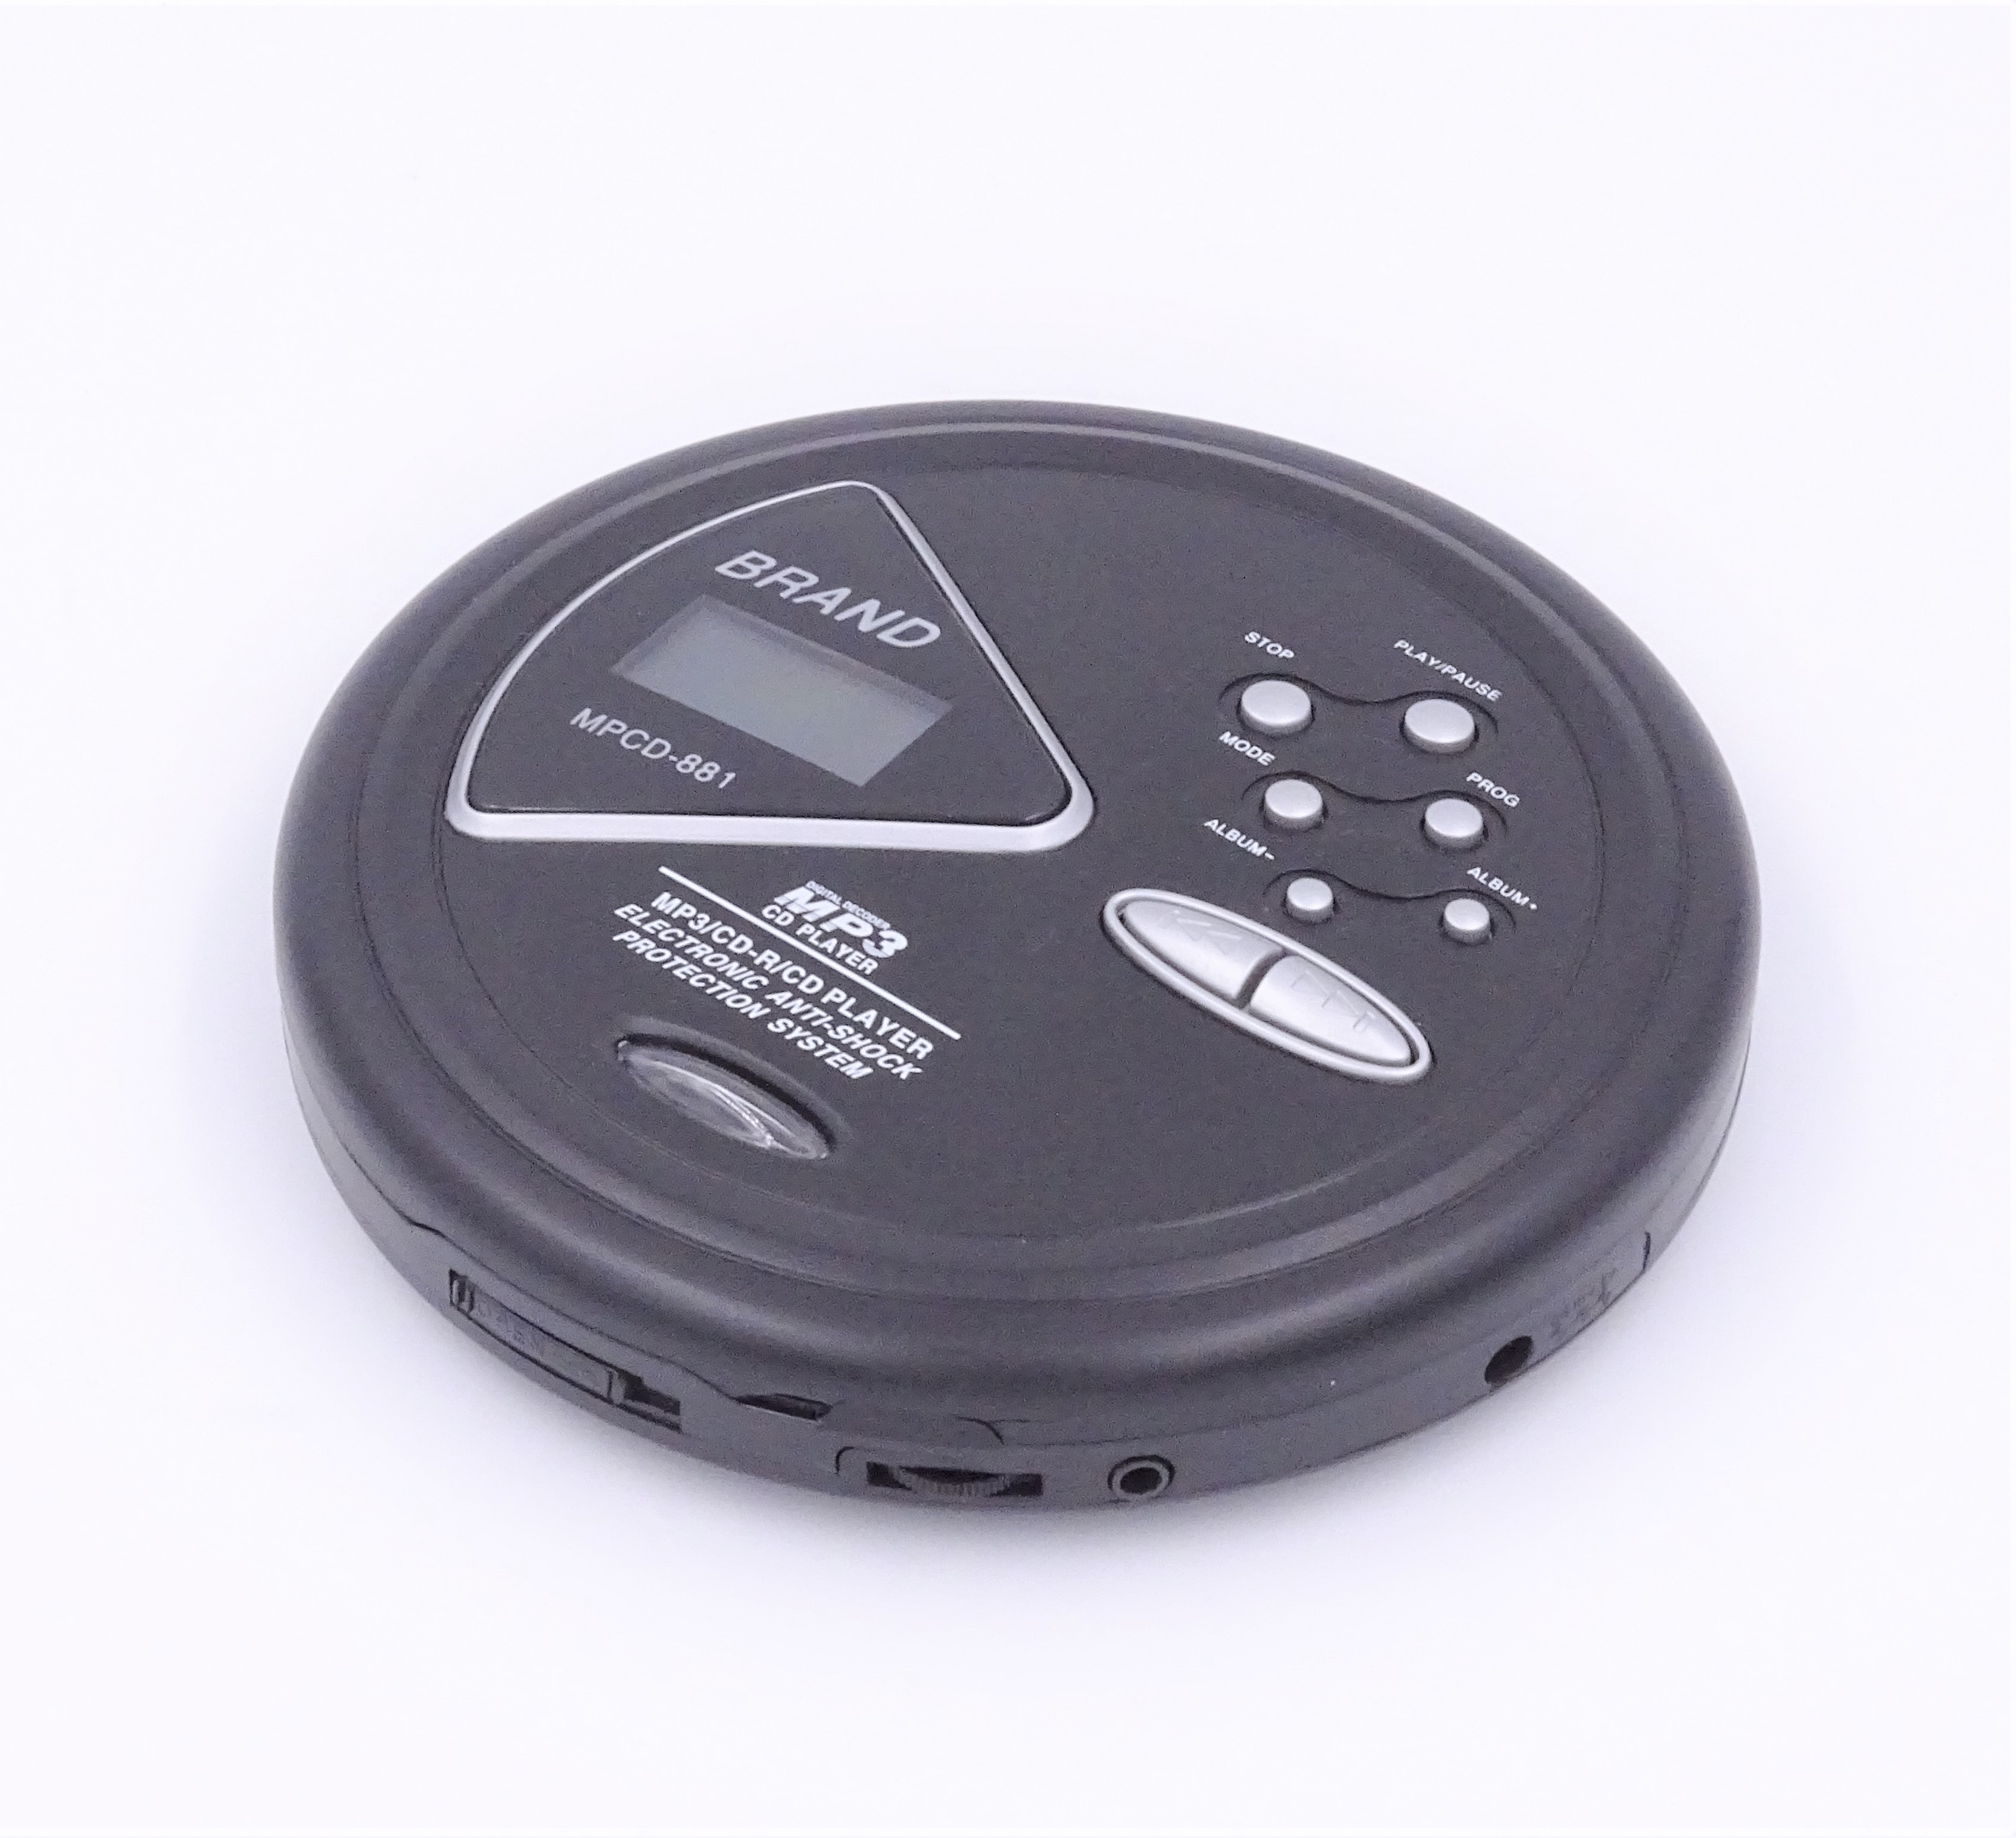 BRAND
MPCD-881
STOP
PLAY/PAUSE
MODE
PROG
ALBUM-
ALBUM+
DIGITAL DECODER
MP3
CD PLAYER
MP3/CD-R/CD PLAYER
ELECTRONIC ANTI-SHOCK
PROTECTION SYSTEM